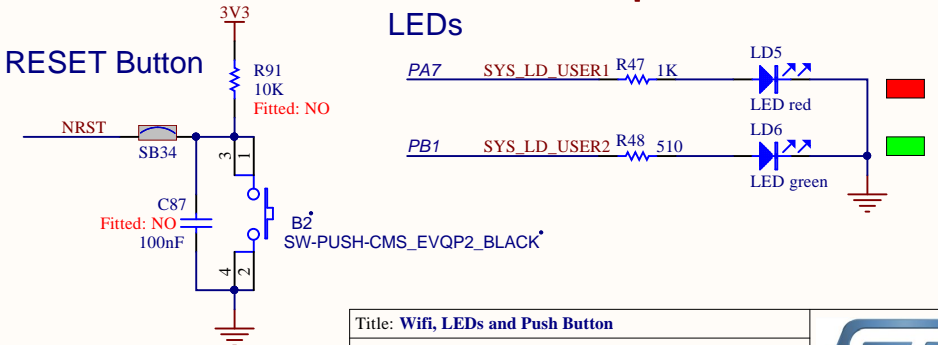 3V3
LEDs
RESET Button
R91
10K
Fitted: NO
NRST
SB34
3
1
C87
Fitted: NO
100nF
B2
SW-PUSH-CMS_EVQP2_BLACK
4
2
PA7
SYS_LD_USER1
R47
1K
LD5
LED red
PB1
SYS_LD_USER2
R48
510
LD6
LED green
Title: Wifi, LEDs and Push Button